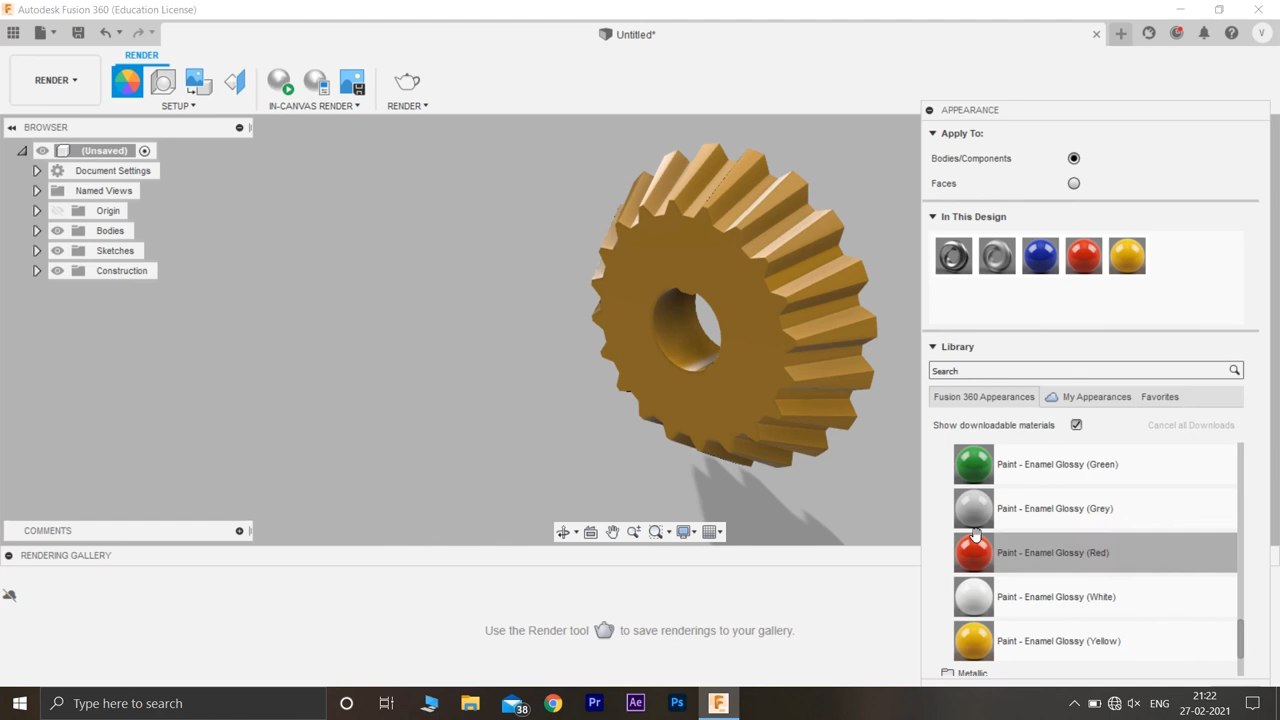 Autodesk Fusion 360 (Education License)
Untitled*
V
RENDER
RENDER
SETUP
IN-CANVAS RENDER
RENDER
BROWSER
(Unsaved)
Document Settings
Named Views
Origin
Bodies
Sketches
Construction
COMMENTS
RENDERING GALLERY
Use the Render tool to save renderings to your gallery.
APPEARANCE
Apply To:
Bodies/Components
Faces
In This Design
Library
Search
Fusion 360 Appearances
My Appearances
Favorites
Show downloadable materials
Cancel all Downloads
Paint - Enamel Glossy (Green)
Paint - Enamel Glossy (Grey)
Paint - Enamel Glossy (Red)
Paint - Enamel Glossy (White)
Paint - Enamel Glossy (Yellow)
Metallic
Type here to search
38
Pr
Ae
Ps
F
ENG
21:22
27-02-2021